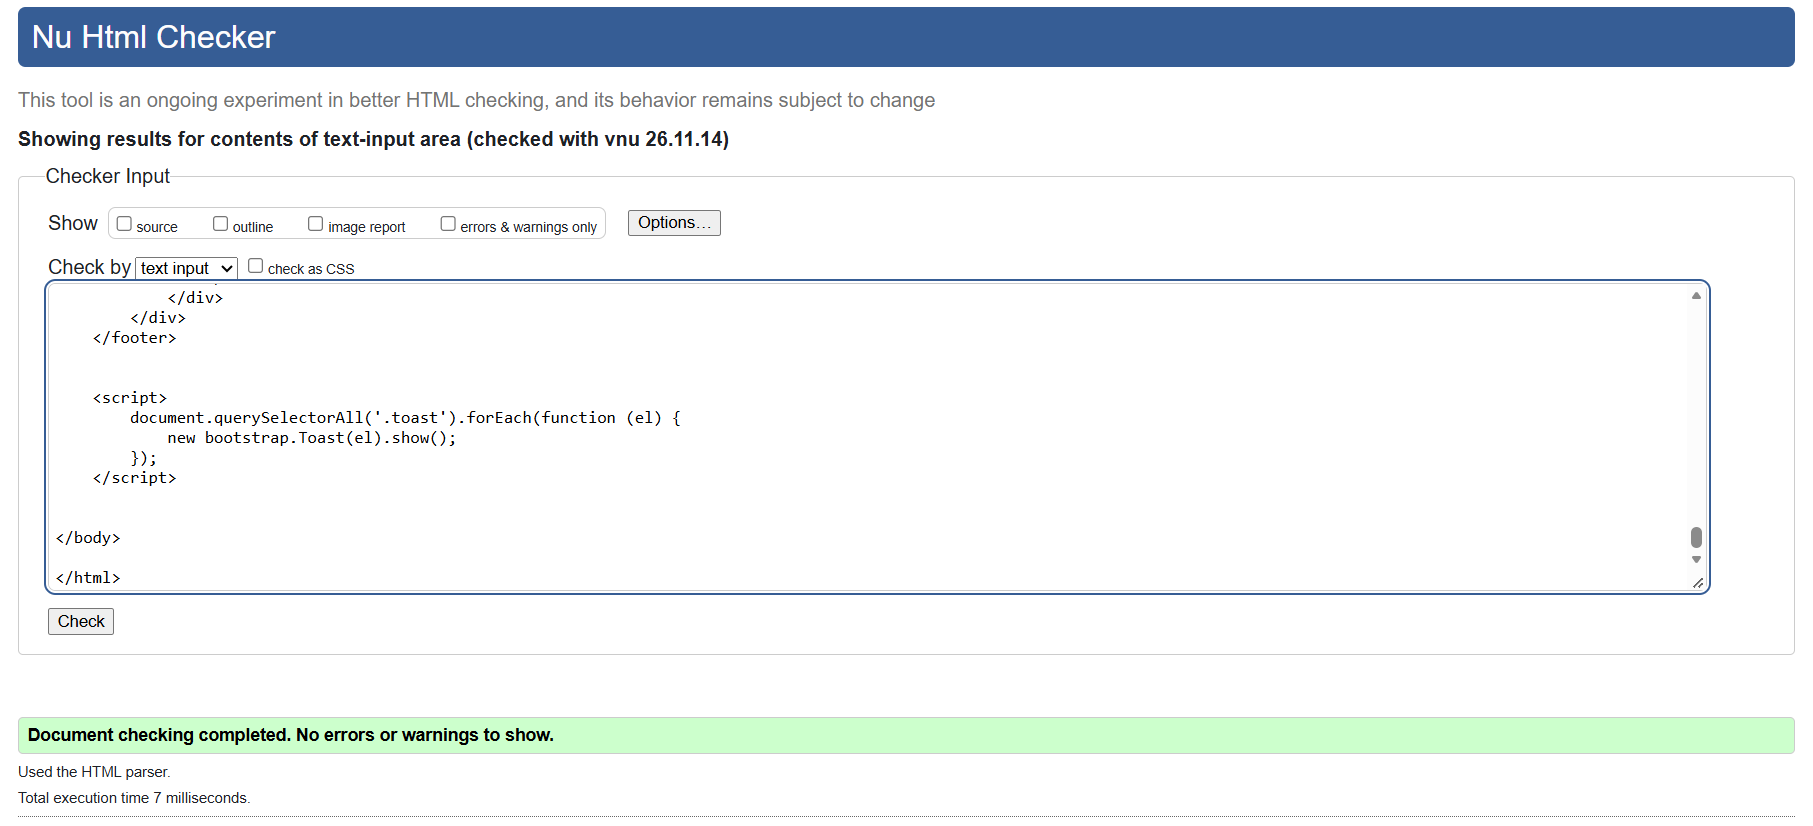 Nu Html Checker
This tool is an ongoing experiment in better HTML checking, and its behavior remains subject to change
Showing results for contents of text-input area (checked with vnu 26.11.14)
Checker Input
Show source outline image report errors & warnings only Options...
Check by text input check as CSS
</div>
</div>
</footer>
<script>
document.querySelectorAll('.toast').forEach(function (el) {
new bootstrap.Toast(el).show();
});
</script>
</body>
</html>
Check
Document checking completed. No errors or warnings to show.
Used the HTML parser.
Total execution time 7 milliseconds.